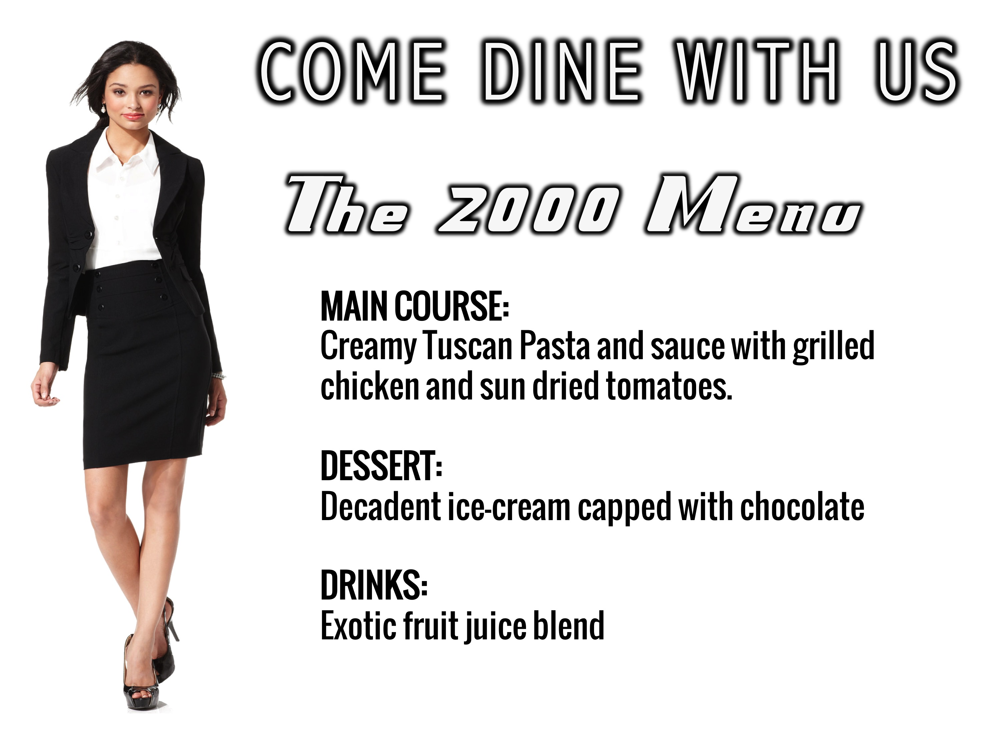 COME DINE WITH US
The 2000 Menu
MAIN COURSE:
Creamy Tuscan Pasta and sauce with grilled
chicken and sun dried tomatoes.
DESSERT:
Decadent ice-cream capped with chocolate
DRINKS:
Exotic fruit juice blend